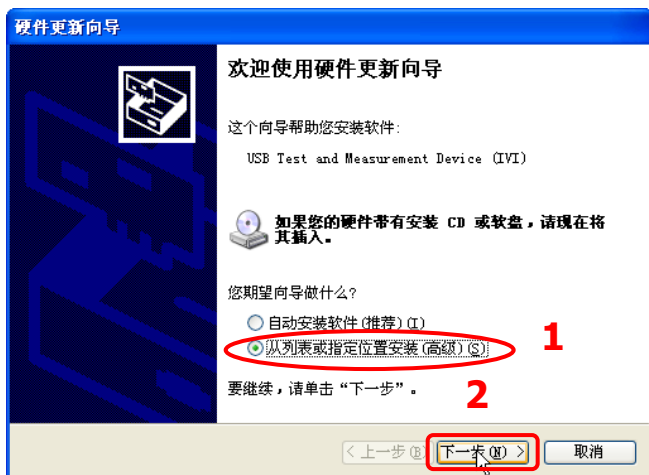 硬件更新向导
欢迎使用硬件更新向导
这个向导帮助您安装软件:
USB Test and Measurement Device (IVI)
如果您的硬件带有安装 CD 或软盘，请现在将
其插入。
您期望向导做什么?
自动安装软件(推荐)(I)
从列表或指定位置安装(高级)(S)
1
要继续，请单击“下一步”。
2
< 上一步(B)
下一步(N) >
取消